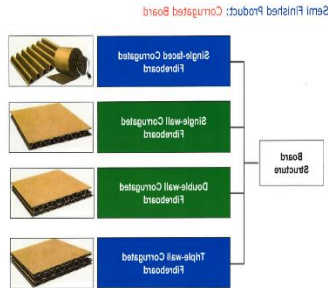 Semi Finished Product: Corrugated Board
Single-faced Corrugated
Fibreboard
Single-wall Corrugated
Fibreboard
Board
Structure
Double-wall Corrugated
Fibreboard
Triple-wall Corrugated
Fibreboard